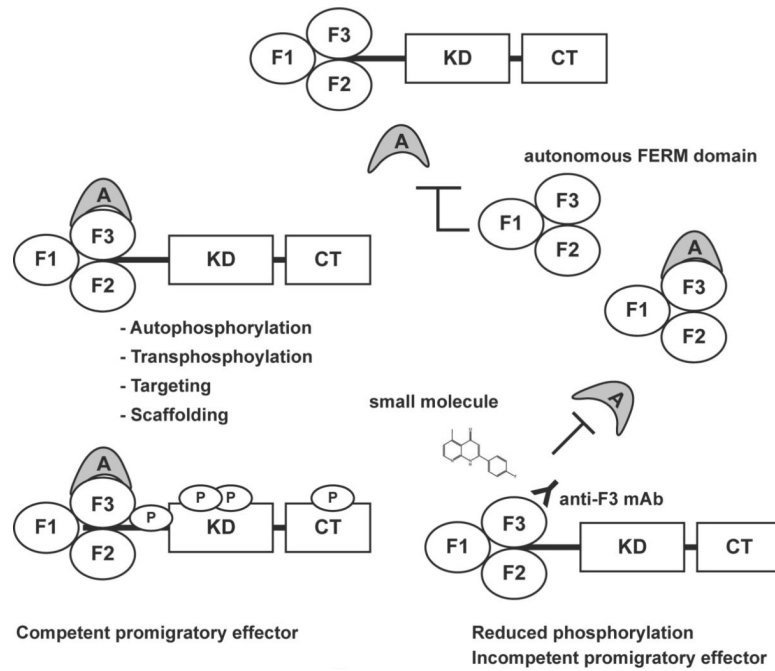 F1
F3
F2
KD
CT
A
autonomous FERM domain
F1
F3
F2
A
F1
F3
F2
KD
CT
A
F1
F3
F2
- Autophosphorylation
- Transphosphoylation
- Targeting
- Scaffolding
small molecule
A
anti-F3 mAb
A
F1
F3
F2
P
P
P
KD
P
CT
F1
F3
F2
KD
CT
Competent promigratory effector
Reduced phosphorylation
Incompetent promigratory effector